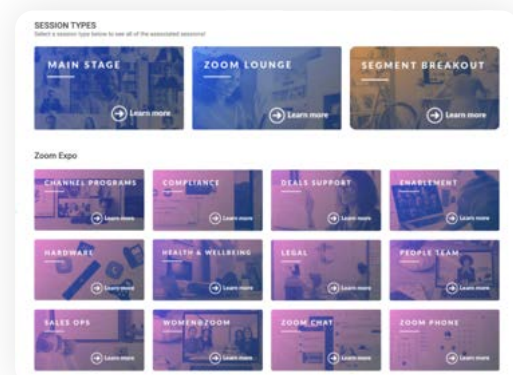 SESSION TYPES
Select a session type below to see all of the associated sessions!
MAIN STAGE
Learn more
ZOOM LOUNGE
Learn more
SEGMENT BREAKOUT
Learn more
Zoom Expo
CHANNEL PROGRAMS
Learn more
COMPLIANCE
Learn more
DEALS SUPPORT
Learn more
ENABLEMENT
Learn more
HARDWARE
Learn more
HEALTH & WELLBEING
Learn more
LEGAL
Learn more
PEOPLE TEAM
Learn more
SALES OPS
Learn more
WOMEN@ZOOM
Learn more
ZOOM CHAT
Learn more
ZOOM PHONE
Learn more